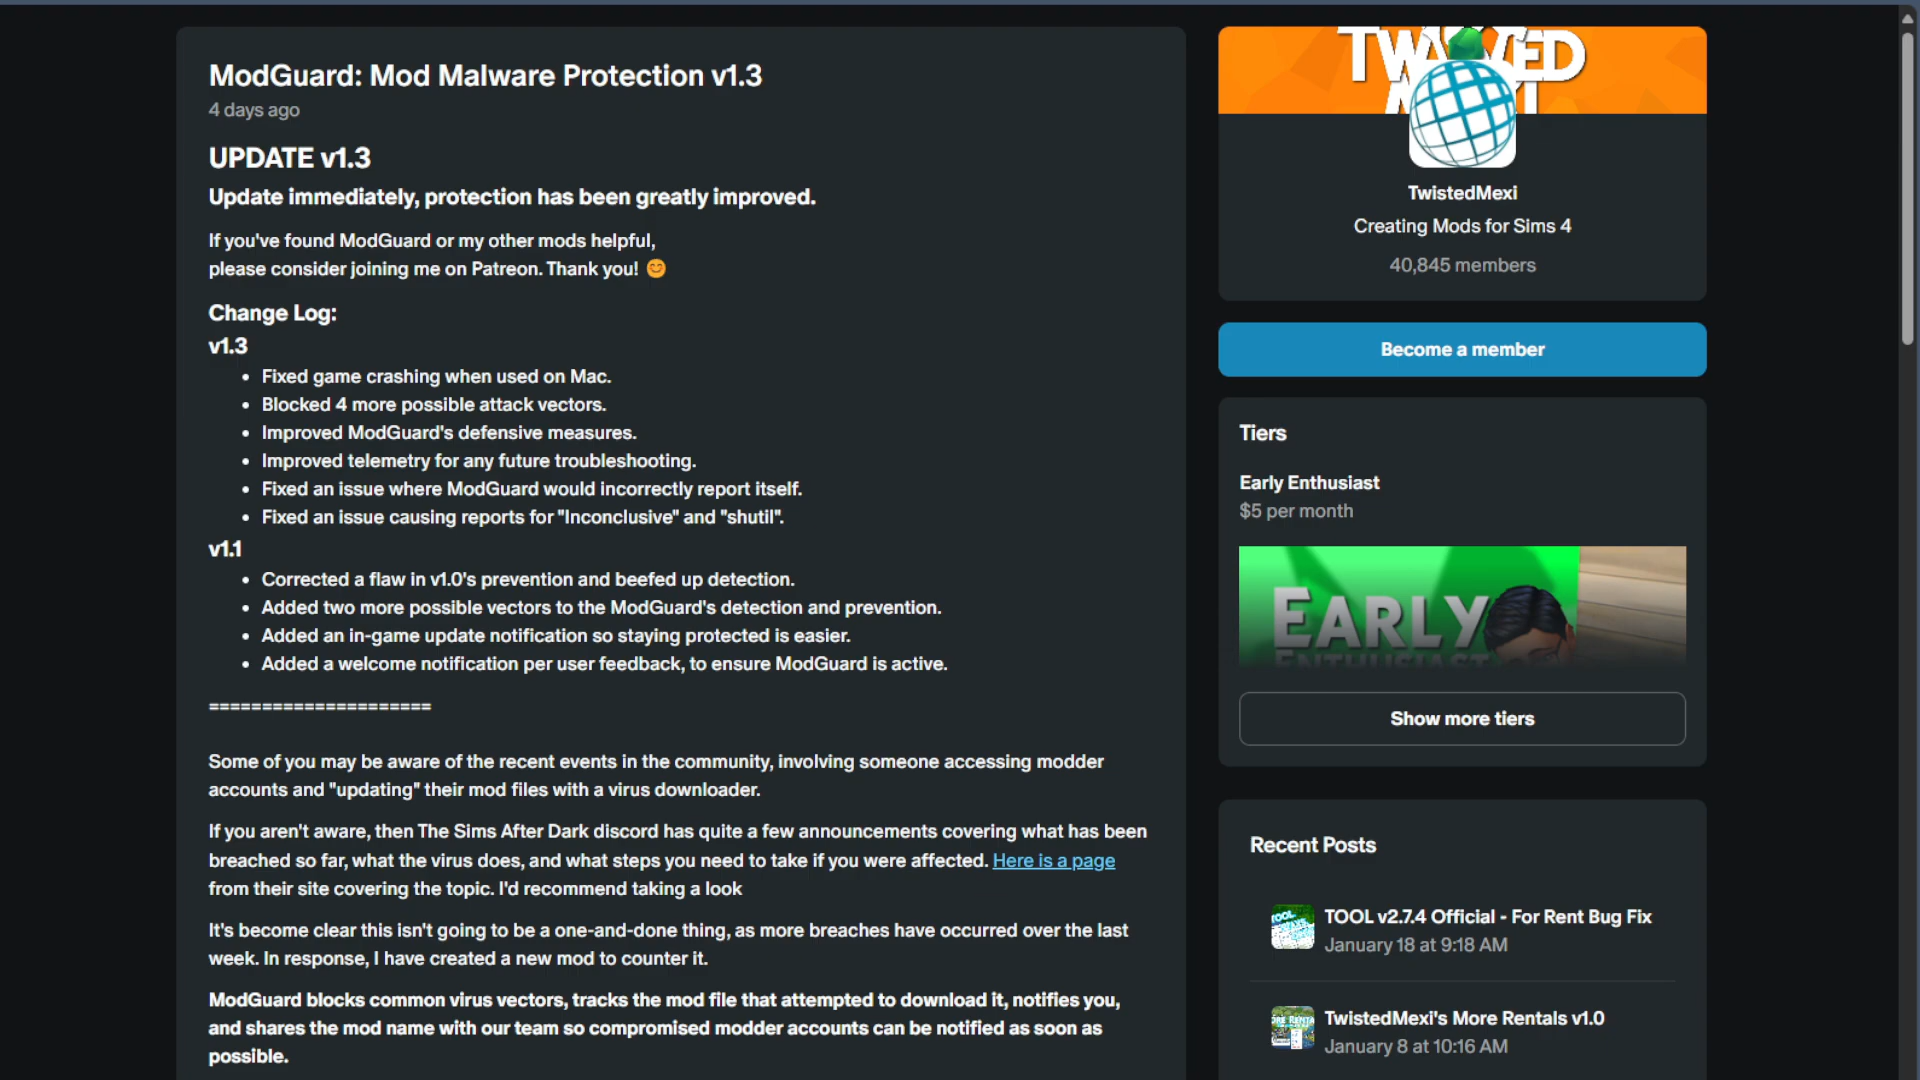 ModGuard: Mod Malware Protection v1.3
4 days ago
UPDATE v1.3
Update immediately, protection has been greatly improved.
If you've found ModGuard or my other mods helpful,
please consider joining me on Patreon. Thank you! 😊
Change Log:
v1.3
• Fixed game crashing when used on Mac.
• Blocked 4 more possible attack vectors.
• Improved ModGuard's defensive measures.
• Improved telemetry for any future troubleshooting.
• Fixed an issue where ModGuard would incorrectly report itself.
• Fixed an issue causing reports for "Inconclusive" and "shutil".
v1.1
• Corrected a flaw in v1.0's prevention and beefed up detection.
• Added two more possible vectors to the ModGuard's detection and prevention.
• Added an in-game update notification so staying protected is easier.
• Added a welcome notification per user feedback, to ensure ModGuard is active.
=====================
Some of you may be aware of the recent events in the community, involving someone accessing modder
accounts and "updating" their mod files with a virus downloader.
If you aren't aware, then The Sims After Dark discord has quite a few announcements covering what has been
breached so far, what the virus does, and what steps you need to take if you were affected. Here is a page
from their site covering the topic. I'd recommend taking a look
It's become clear this isn't going to be a one-and-done thing, as more breaches have occurred over the last
week. In response, I have created a new mod to counter it.
ModGuard blocks common virus vectors, tracks the mod file that attempted to download it, notifies you,
and shares the mod name with our team so compromised modder accounts can be notified as soon as
possible.
TwistedMexi
Creating Mods for Sims 4
40,845 members
Become a member
Tiers
Early Enthusiast
$5 per month
EARLY
ENTHUSIAST
Show more tiers
Recent Posts
TOOL v2.7.4 Official - For Rent Bug Fix
January 18 at 9:18 AM
TwistedMexi's More Rentals v1.0
January 8 at 10:16 AM